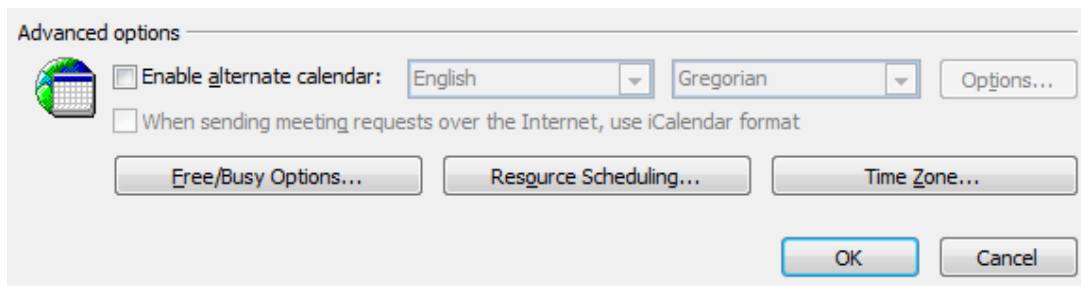 Advanced options
Enable alternate calendar: English Gregorian Options...
When sending meeting requests over the Internet, use iCalendar format
Free/Busy Options... Resource Scheduling... Time Zone...
OK Cancel